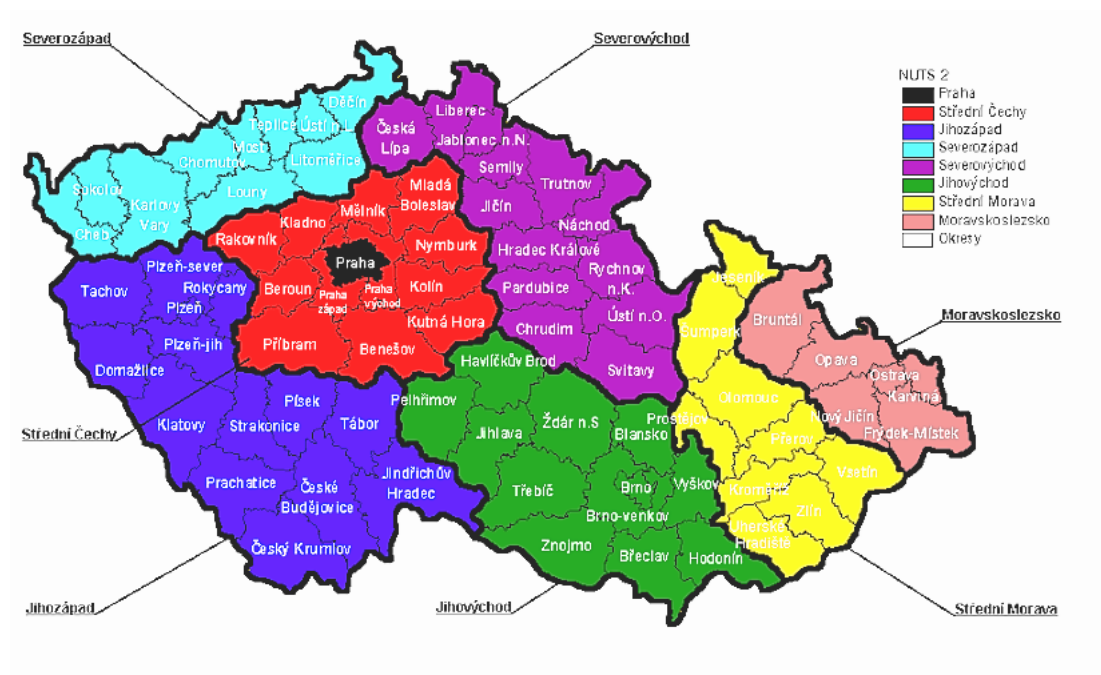 Severozápad
Severovýchod
NUTS 2
Praha
Střední Čechy
Jihozápad
Severozápad
Severovýchod
Jihovýchod
Střední Morava
Moravskoslezsko
Okresy
Děčín
Teplice
Ústí n.L.
Most
Chomutov
Litoměřice
Louny
Sokolov
Karlovy
Vary
Cheb
Česká
Lípa
Liberec
Jablonec n.N.
Semily
Trutnov
Jičín
Náchod
Hradec Králové
Rychnov
n.K.
Pardubice
Ústí n.O.
Chrudim
Svitavy
Mladá
Boleslav
Mělník
Kladno
Rakovník
Nymburk
Praha
Beroun
Praha
západ
Praha
východ
Kolín
Kutná Hora
Příbram
Benešov
Plzeň-sever
Tachov
Rokycany
Plzeň
Plzeň-jih
Domažlice
Klatovy
Písek
Strakonice
Tábor
Prachatice
České
Budějovice
Jindřichův
Hradec
Český Krumlov
Havlíčkův Brod
Pelhřimov
Jihlava
Ždár n.S
Blansko
Třebíč
Brno
Vyškov
Brno-venkov
Znojmo
Břeclav
Hodonín
Jeseník
Šumperk
Olomouc
Prostějov
Přerov
Kroměříž
Vsetín
Zlín
Uherské
Hradiště
Bruntál
Opava
Ostrava
Karviná
Nový Jičín
Frýdek-Místek
Moravskoslezsko
Střední Čechy
Jihozápad
Jihovýchod
Střední Morava